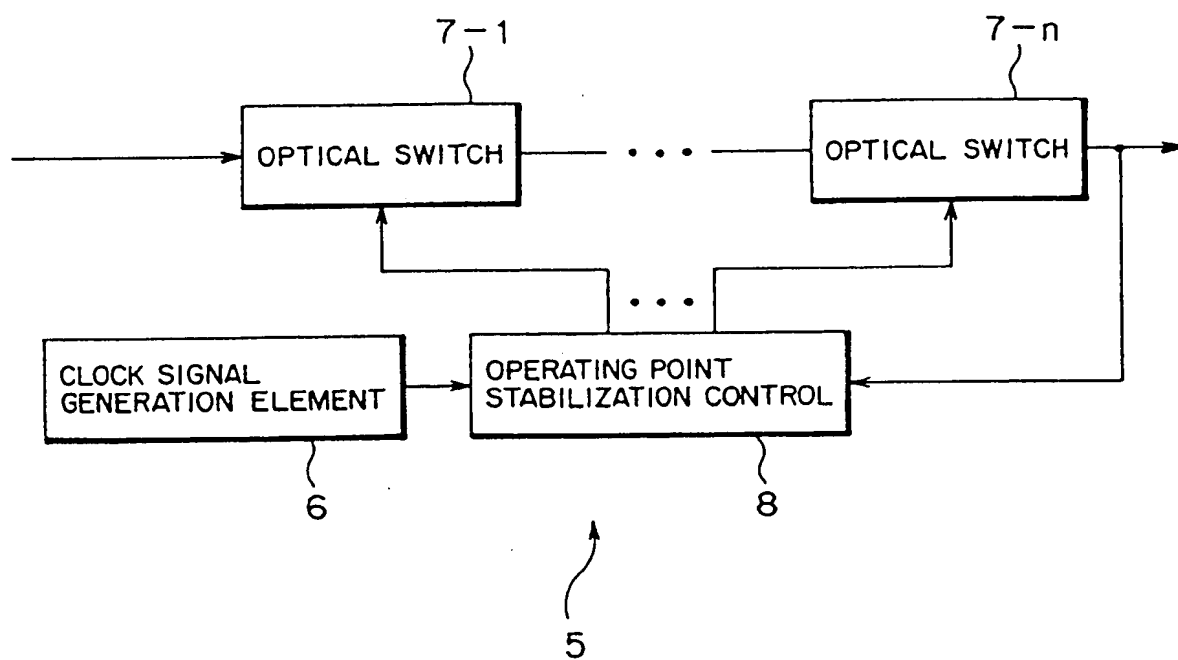 7-1
7-n
OPTICAL SWITCH
• • •
OPTICAL SWITCH
• • •
CLOCK SIGNAL
GENERATION ELEMENT
OPERATING POINT
STABILIZATION CONTROL
6
8
5